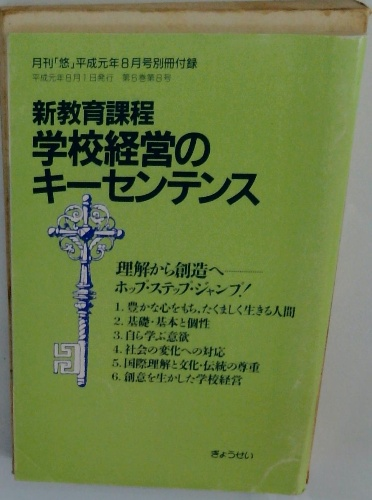 月刊「悠」平成元年8月号別冊付録
平成元年8月1日発行 第6巻第8号
新教育課程
学校経営の
キーセンテンス
理解から創造へ――
ホップ・ステップ・ジャンプ!
1. 豊かな心をもち、たくましく生きる人間
2. 基礎・基本と個性
3. 自ら学ぶ意欲
4. 社会の変化への対応
5. 国際理解と文化・伝統の尊重
6. 創意を生かした学校経営
ぎょうせい